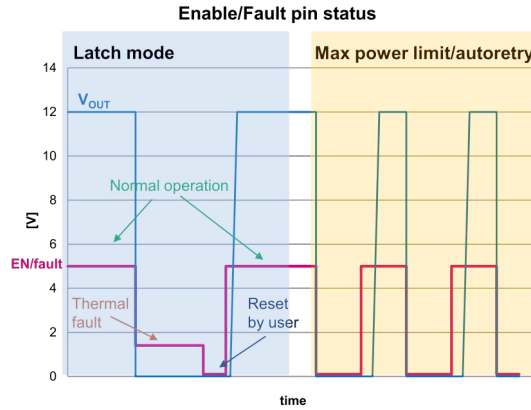 Enable/Fault pin status
Latch mode
Max power limit/autoretry
14
VOUT
12
10
Normal operation
8
[V]
6
EN/fault
4
Thermal
fault
Reset
by user
2
0
time